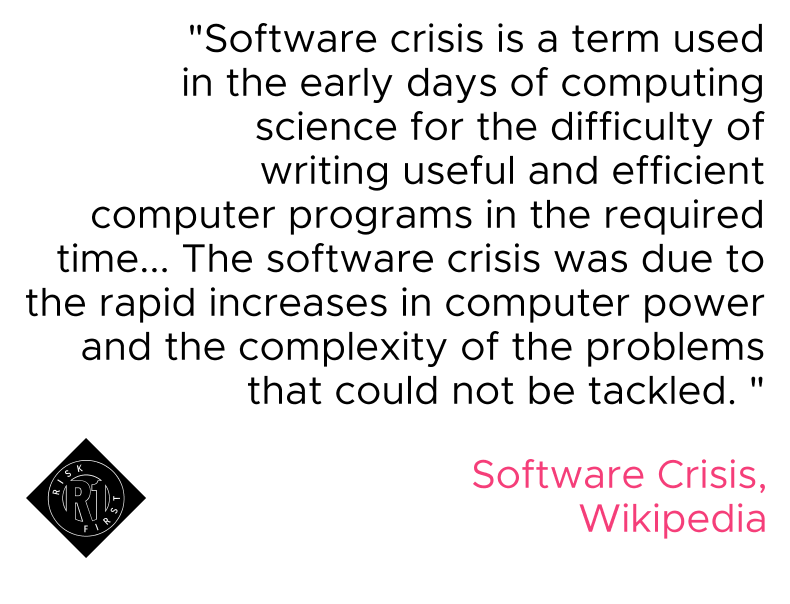 "Software crisis is a term used
in the early days of computing
science for the difficulty of
writing useful and efficient
computer programs in the required
time... The software crisis was due to
the rapid increases in computer power
and the complexity of the problems
that could not be tackled. "
RISK
R1
FIRST
Software Crisis,
Wikipedia